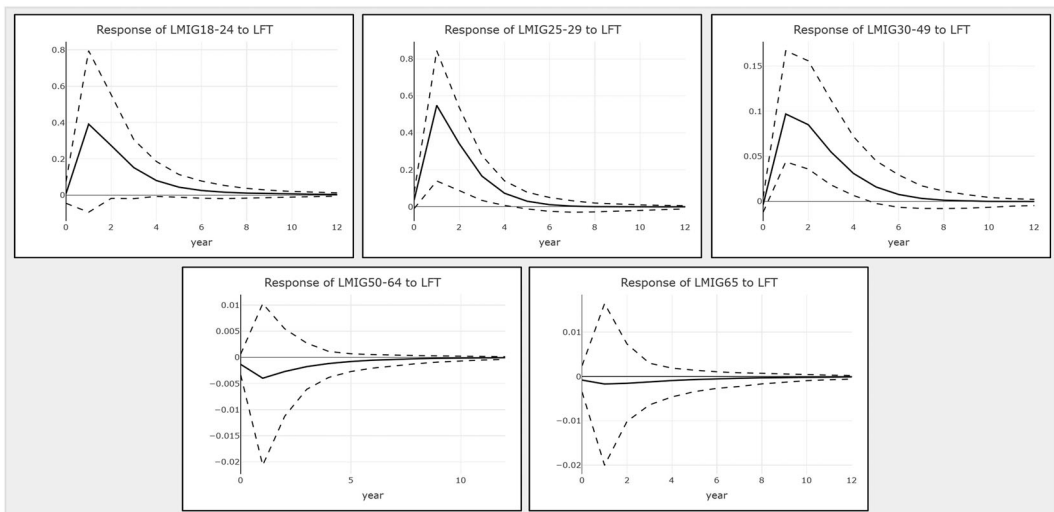 Response of LMIG18-24 to LFT
0.8
0.6
0.4
0.2
0
0 2 4 6 8 10 12
year
Response of LMIG25-29 to LFT
0.8
0.6
0.4
0.2
0
0 2 4 6 8 10 12
year
Response of LMIG30-49 to LFT
0.15
0.1
0.05
0
0 2 4 6 8 10 12
year
Response of LMIG50-64 to LFT
0.01
0.005
0
−0.005
−0.01
−0.015
−0.02
0 5 10
year
Response of LMIG65 to LFT
0.01
0
−0.01
−0.02
0 2 4 6 8 10 12
year